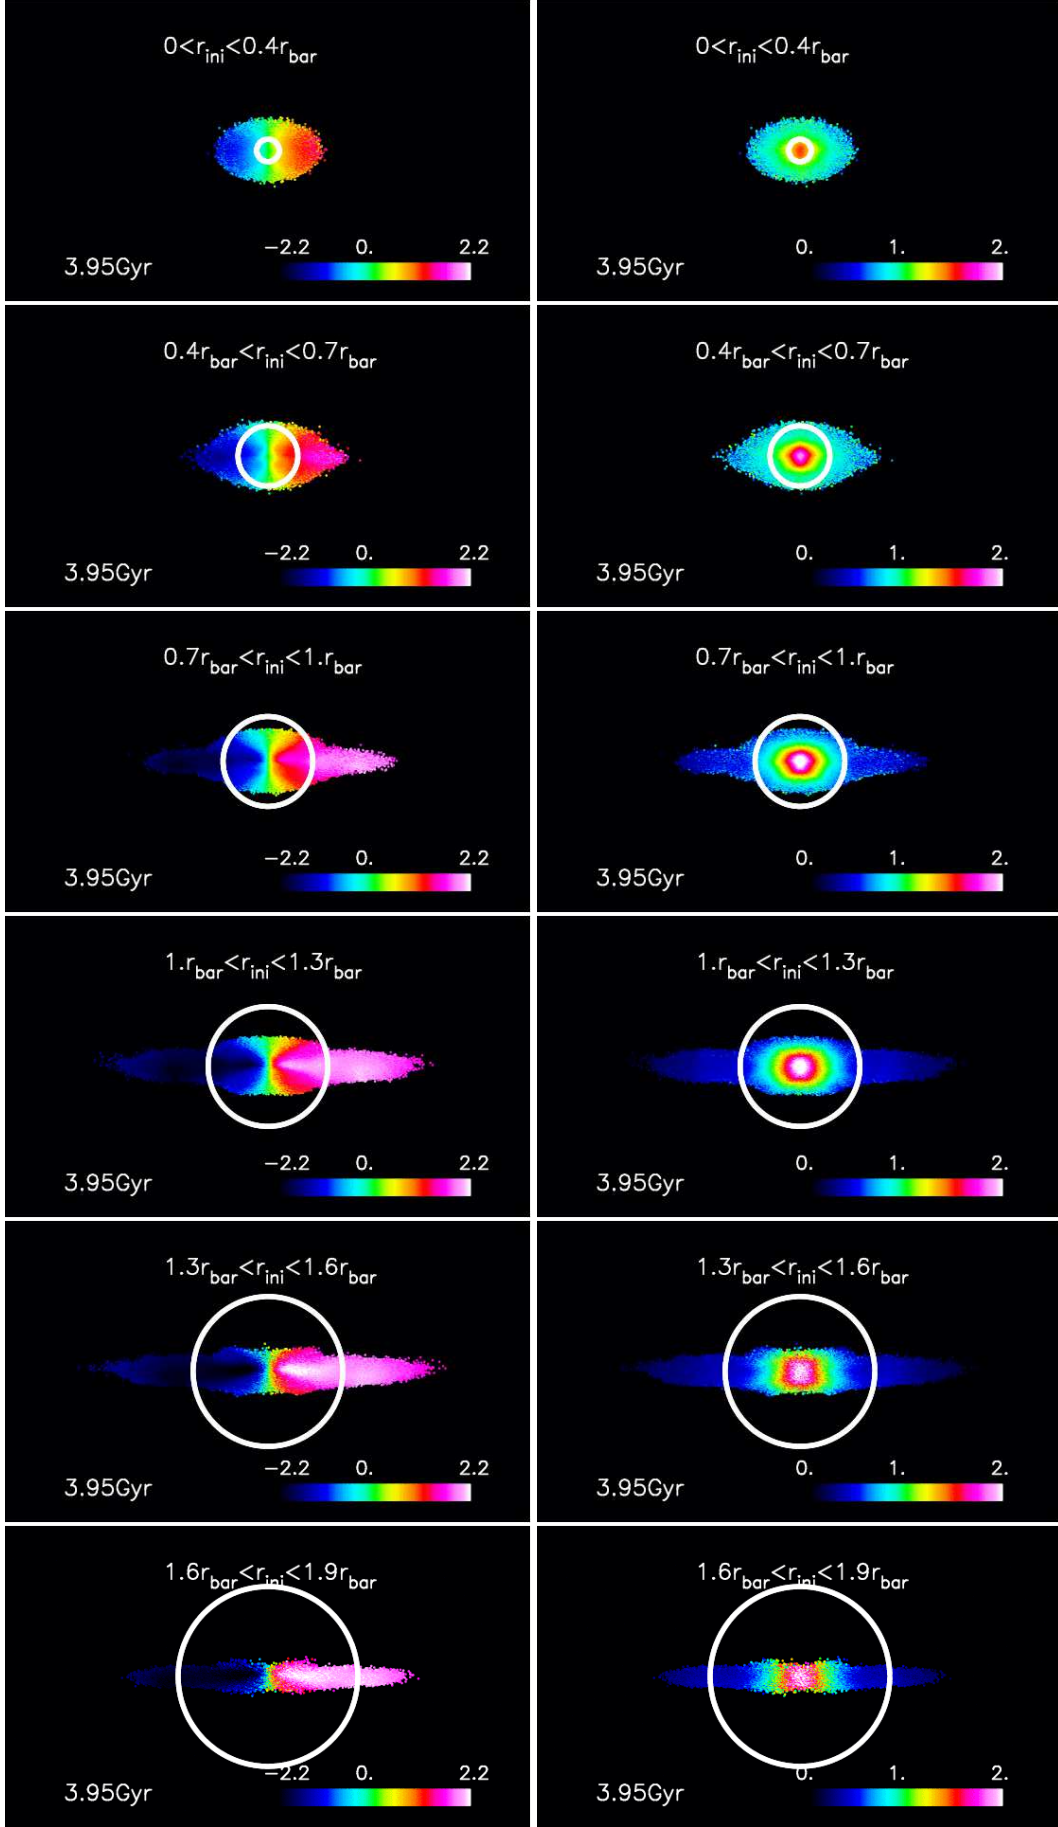 0<r_ini<0.4r_bar
−2.2 0. 2.2
3.95Gyr
0<r_ini<0.4r_bar
0. 1. 2.
3.95Gyr
0.4r_bar<r_ini<0.7r_bar
−2.2 0. 2.2
3.95Gyr
0.4r_bar<r_ini<0.7r_bar
0. 1. 2.
3.95Gyr
0.7r_bar<r_ini<1.r_bar
−2.2 0. 2.2
3.95Gyr
0.7r_bar<r_ini<1.r_bar
0. 1. 2.
3.95Gyr
1.r_bar<r_ini<1.3r_bar
−2.2 0. 2.2
3.95Gyr
1.r_bar<r_ini<1.3r_bar
0. 1. 2.
3.95Gyr
1.3r_bar<r_ini<1.6r_bar
−2.2 0. 2.2
3.95Gyr
1.3r_bar<r_ini<1.6r_bar
0. 1. 2.
3.95Gyr
1.6r_bar<r_ini<1.9r_bar
−2.2 0. 2.2
3.95Gyr
1.6r_bar<r_ini<1.9r_bar
0. 1. 2.
3.95Gyr